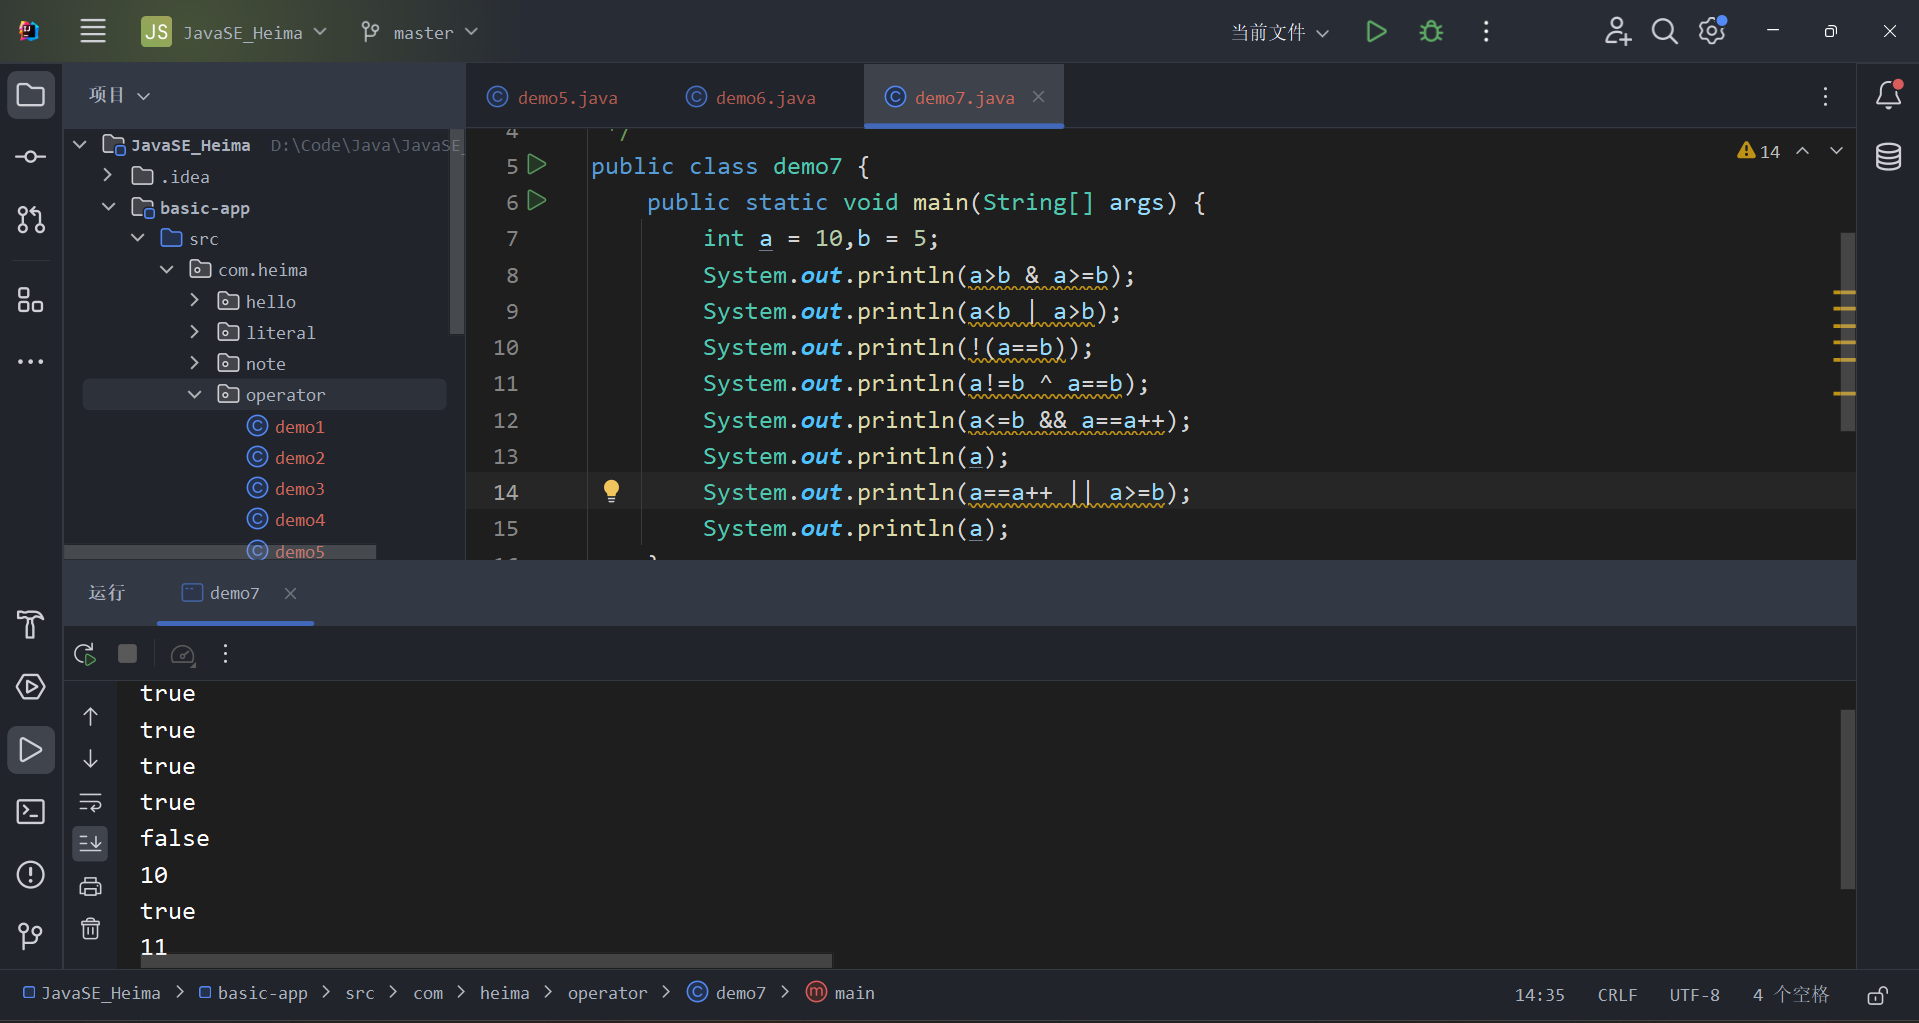 JS JavaSE_Heima master 当前文件
项目
JavaSE_Heima D:\Code\Java\JavaSE_
.idea
basic-app
src
com.heima
hello
literal
note
operator
demo1
demo2
demo3
demo4
demo5
demo5.java demo6.java demo7.java
14
4 */
5 public class demo7 {
6 public static void main(String[] args) {
7 int a = 10,b = 5;
8 System.out.println(a>b & a>=b);
9 System.out.println(a<b | a>b);
10 System.out.println(!(a==b));
11 System.out.println(a!=b ^ a==b);
12 System.out.println(a<=b && a==a++);
13 System.out.println(a);
14 System.out.println(a==a++ || a>=b);
15 System.out.println(a);
16 }
运行 demo7
true
true
true
true
false
10
true
11
JavaSE_Heima > basic-app > src > com > heima > operator > demo7 > main 14:35 CRLF UTF-8 4 个空格